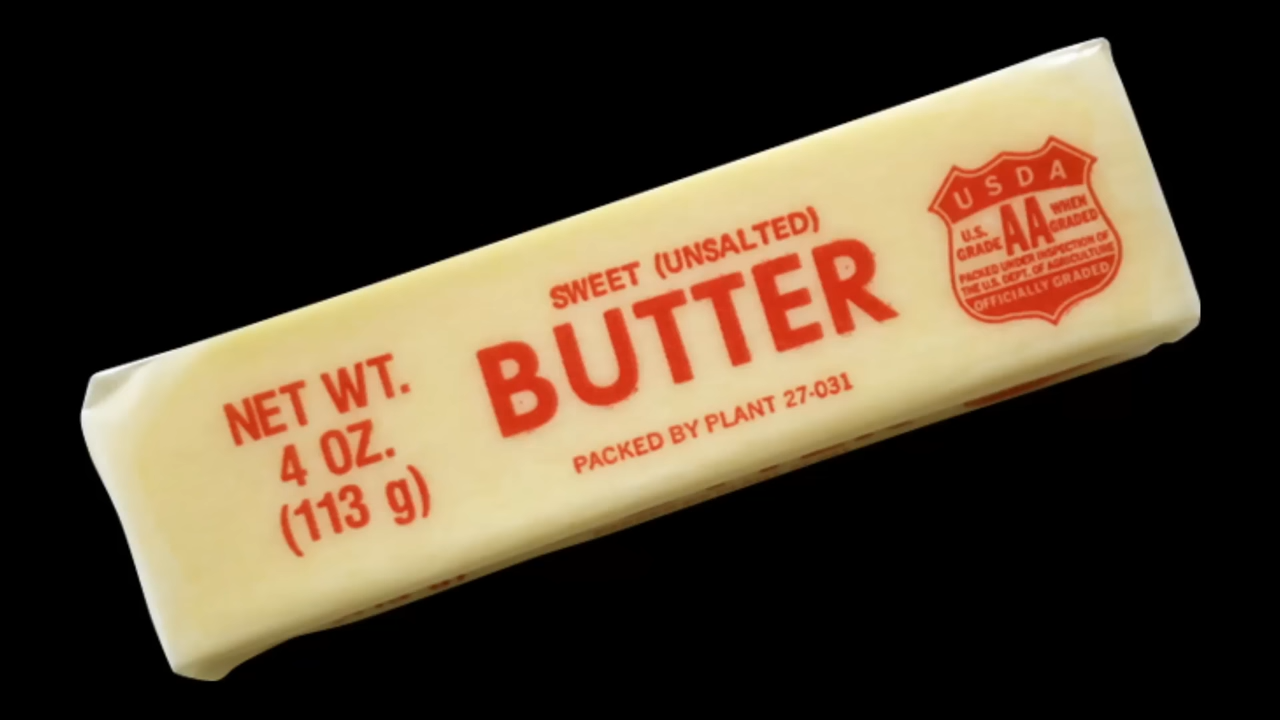 NET WT.
4 OZ.
(113 g)
SWEET (UNSALTED)
BUTTER
PACKED BY PLANT 27-031
USDA
U.S. GRADE AA WHEN GRADED
PACKED UNDER INSPECTION OF
THE U.S. DEPT. OF AGRICULTURE
OFFICIALLY GRADED